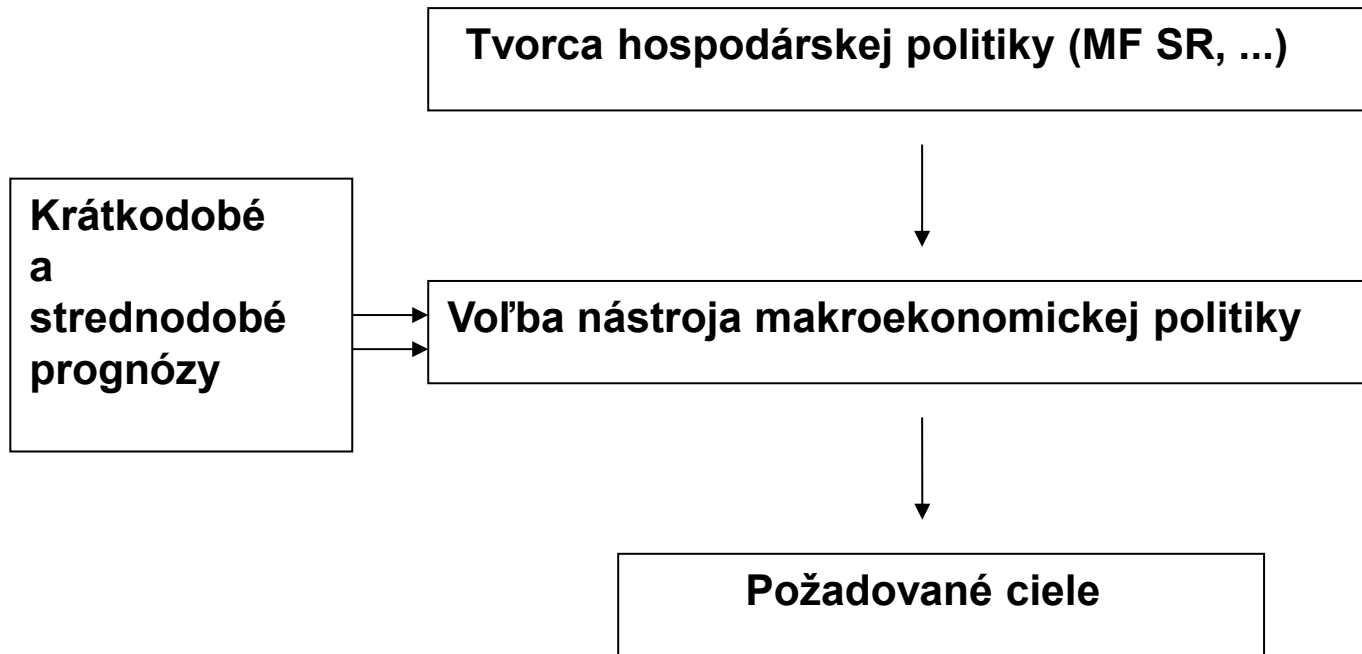 Tvorca hospodárskej politiky (MF SR, ...)
Krátkodobé
a
strednodobé
prognózy
Voľba nástroja makroekonomickej politiky
Požadované ciele